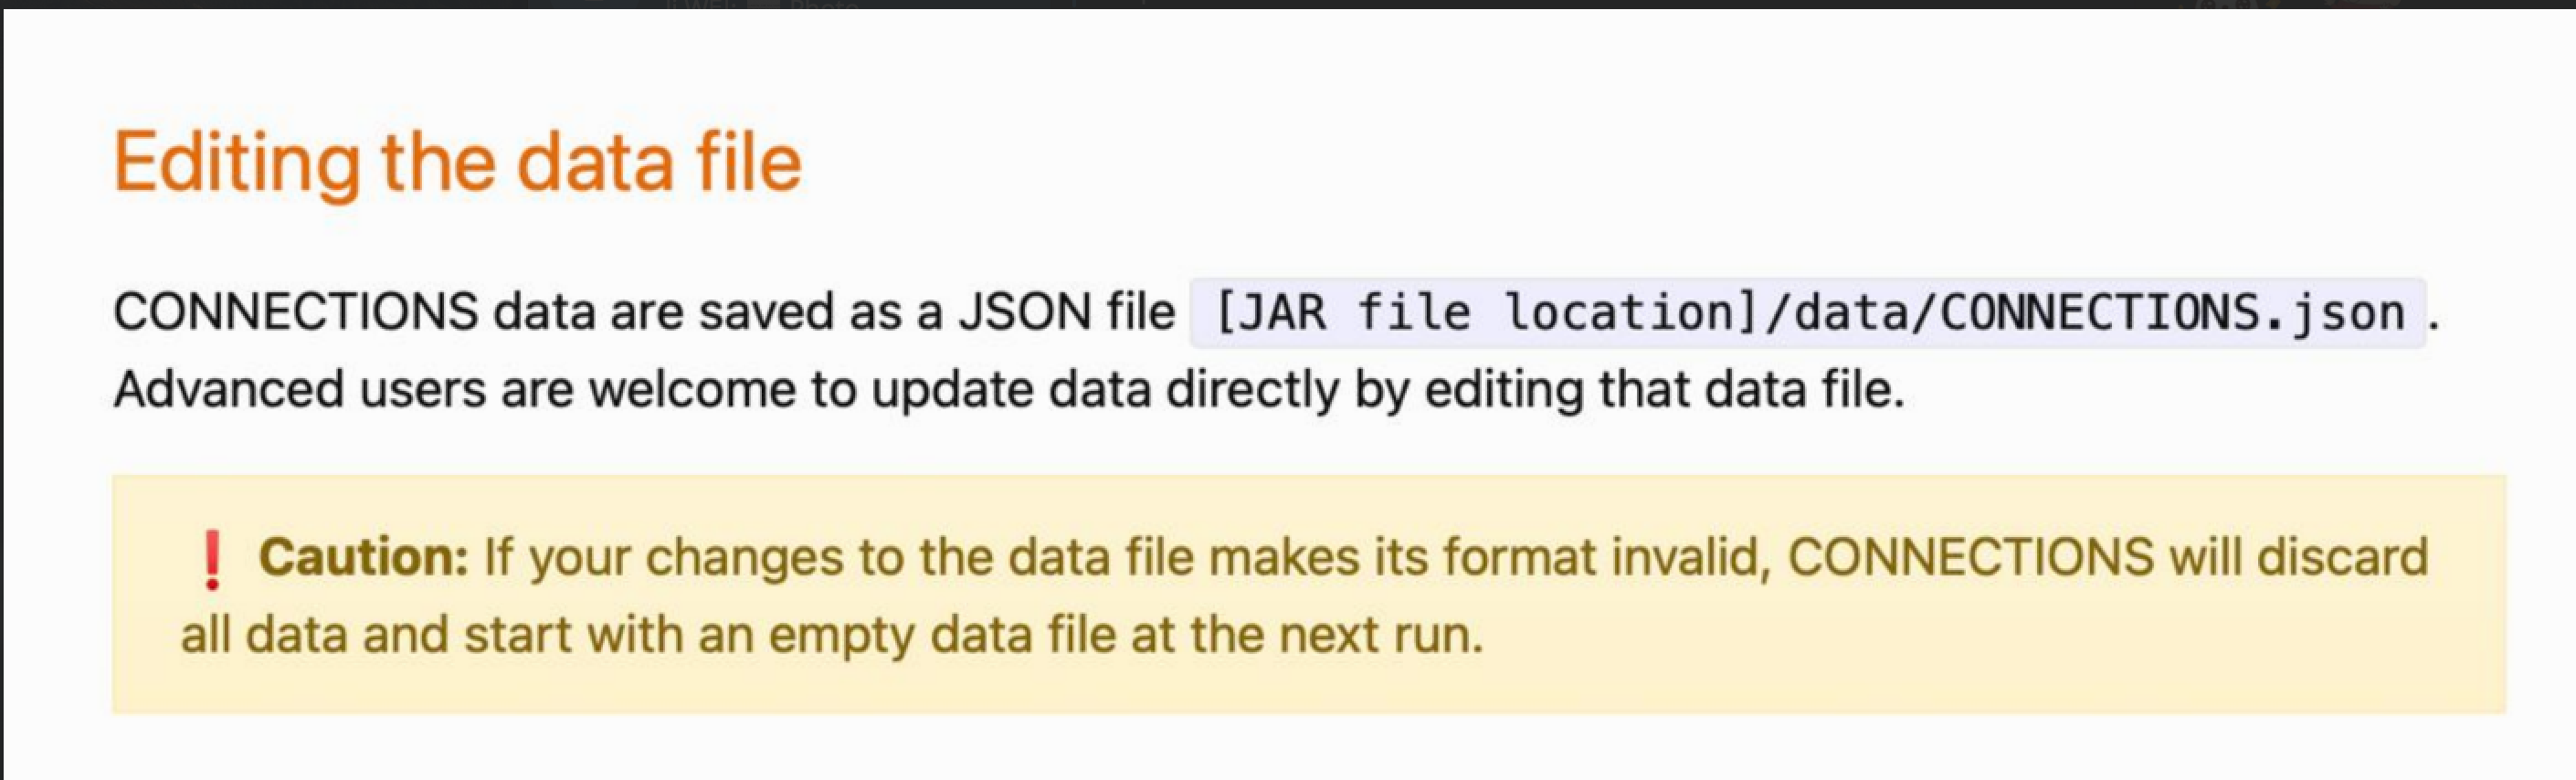 Editing the data file
CONNECTIONS data are saved as a JSON file [JAR file location]/data/CONNECTIONS.json.
Advanced users are welcome to update data directly by editing that data file.
❗ Caution: If your changes to the data file makes its format invalid, CONNECTIONS will discard
all data and start with an empty data file at the next run.